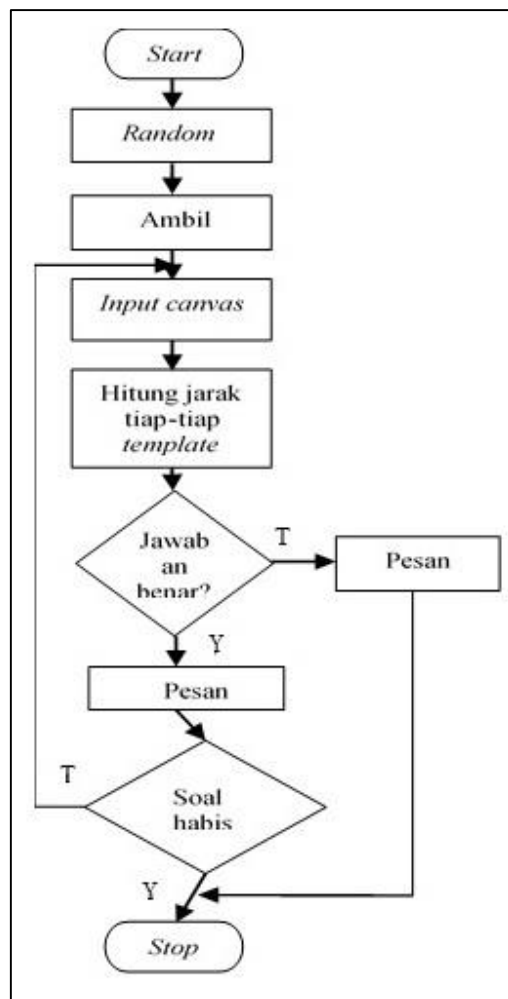 Start
Random
Ambil
Input canvas
Hitung jarak
tiap-tiap
template
Jawab
an
benar?
T
Pesan
Y
Pesan
T
Soal
habis
Y
Stop